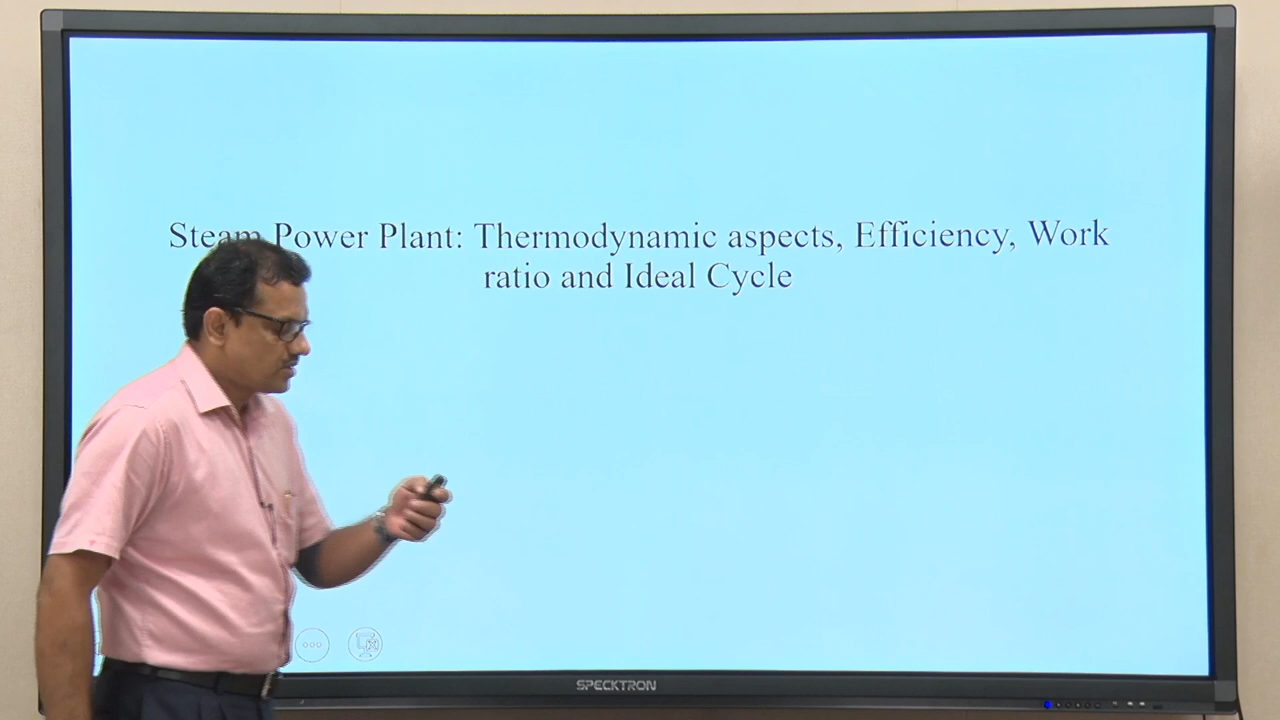 Steam Power Plant: Thermodynamic aspects, Efficiency, Work
ratio and Ideal Cycle
SPECKTRON